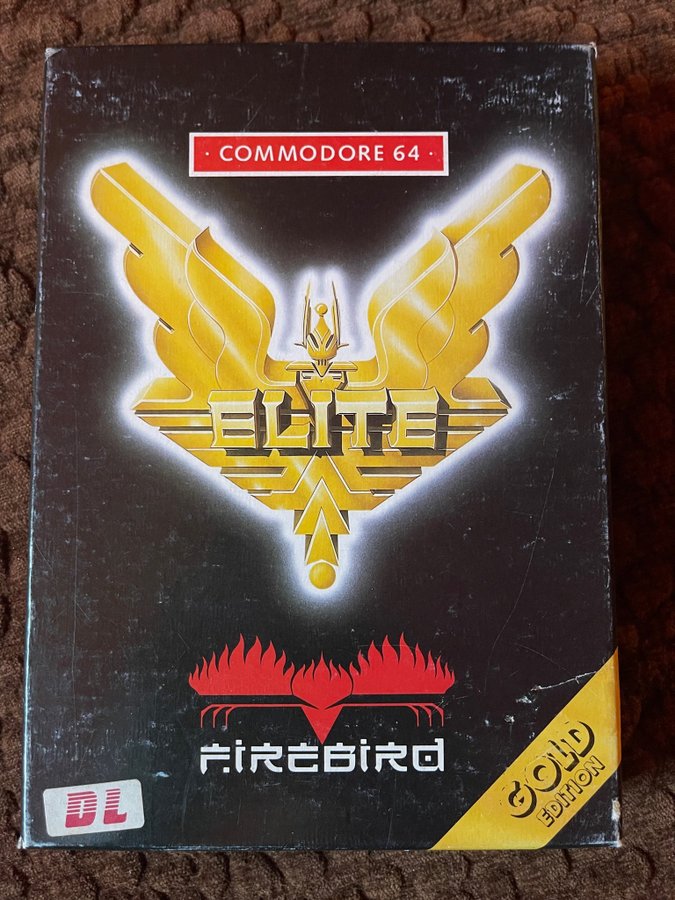 · COMMODORE 64 ·
ELITE
FIREBIRD
GOLD
EDITION
DL